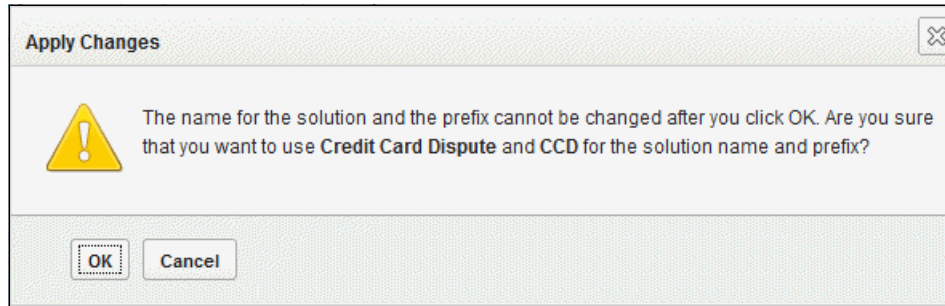 Apply Changes
The name for the solution and the prefix cannot be changed after you click OK. Are you sure
that you want to use Credit Card Dispute and CCD for the solution name and prefix?
OK
Cancel